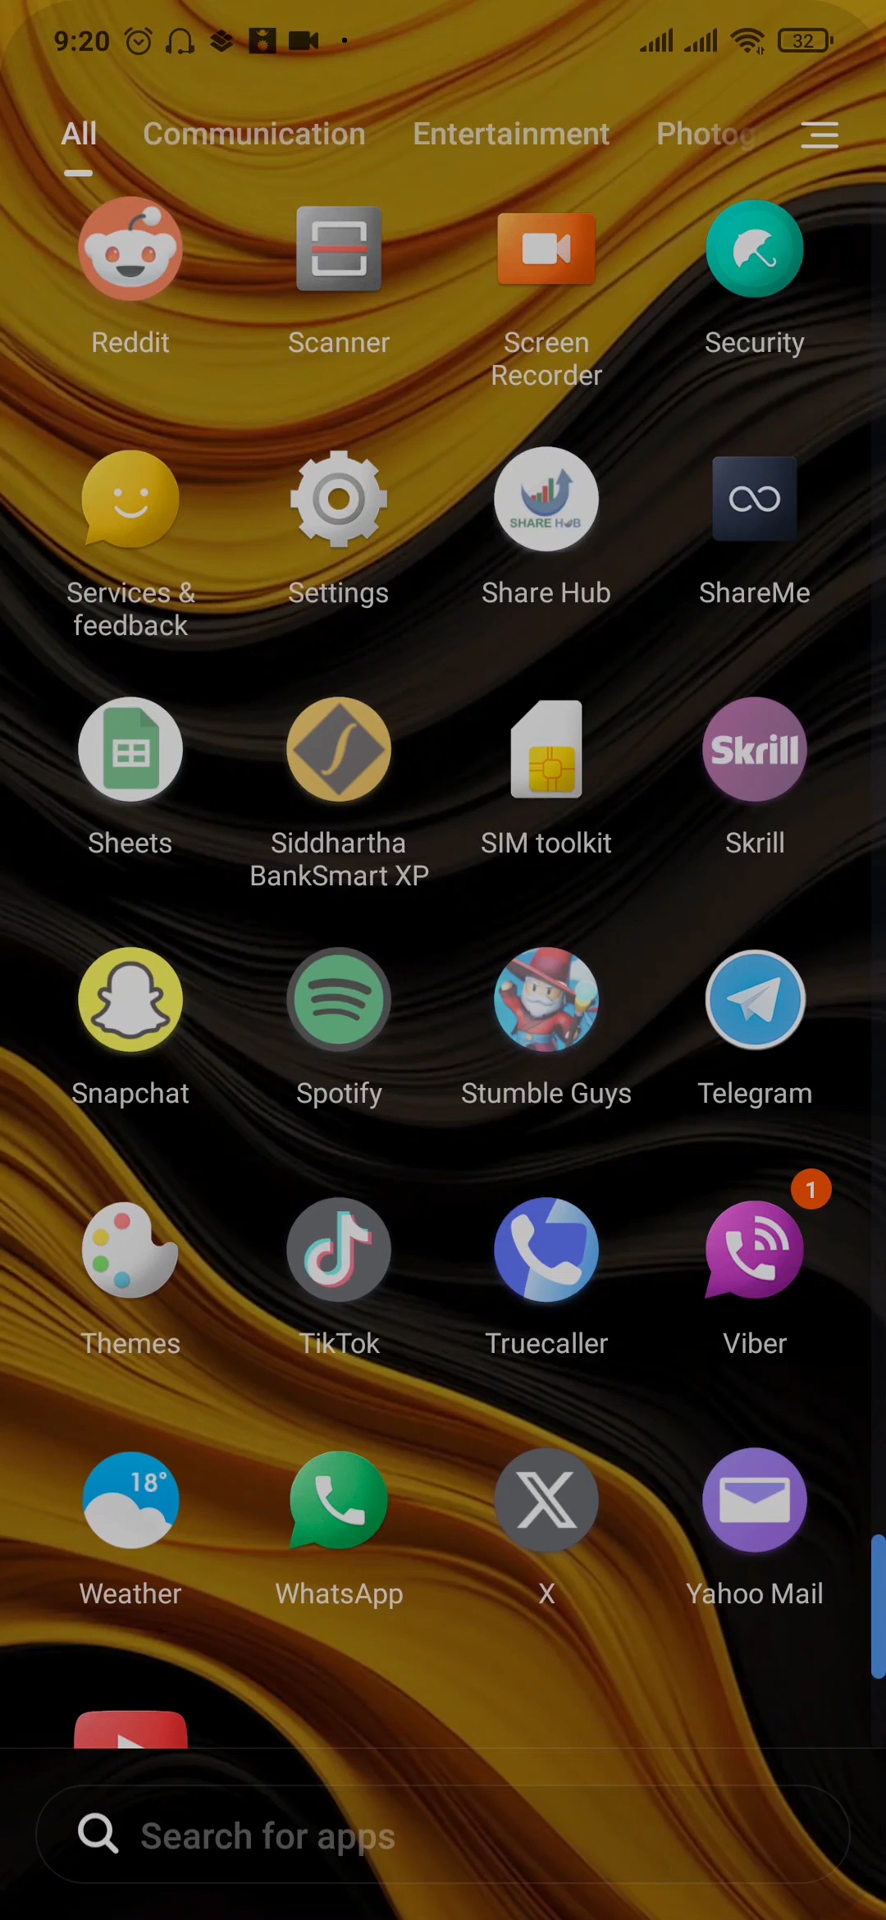 9:20
32
All Communication Entertainment Photog
Reddit Scanner Screen Security
Recorder
SHARE HUB
Services & Settings Share Hub ShareMe
feedback
Skrill
Sheets Siddhartha SIM toolkit Skrill
BankSmart XP
Snapchat Spotify Stumble Guys Telegram
1
Themes TikTok Truecaller Viber
18°
Weather WhatsApp X Yahoo Mail
Search for apps